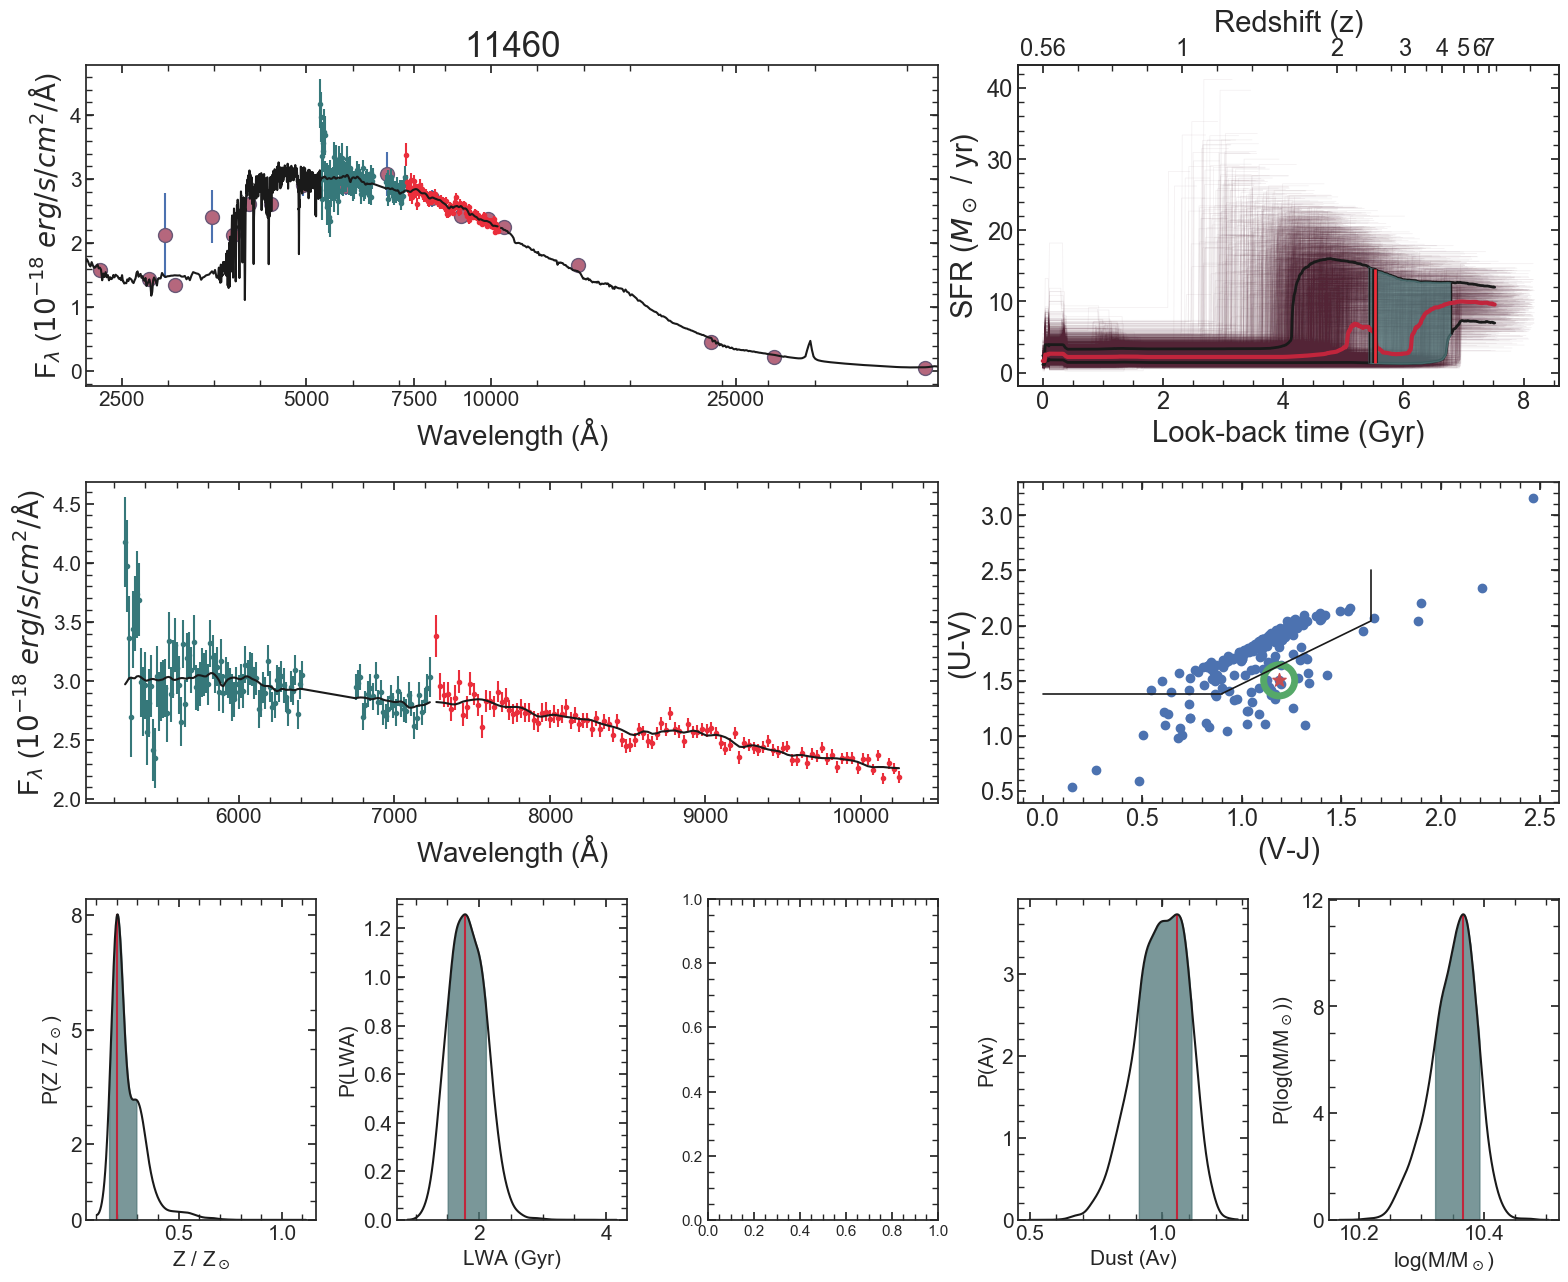 11460
F_λ (10^−18 erg/s/cm^2/Å)
4
3
2
1
0
2500 5000 7500 10000 25000
Wavelength (Å)
Redshift (z)
0.56 1 2 3 4 5 6 7
SFR (M_⊙ / yr)
40
30
20
10
0
0 2 4 6 8
Look-back time (Gyr)
F_λ (10^−18 erg/s/cm^2/Å)
4.5
4.0
3.5
3.0
2.5
2.0
6000 7000 8000 9000 10000
Wavelength (Å)
(U-V)
3.0
2.5
2.0
1.5
1.0
0.5
0.0 0.5 1.0 1.5 2.0 2.5
(V-J)
P(Z / Z_⊙)
8
5
2
0
0.5 1.0
Z / Z_⊙
P(LWA)
1.2
1.0
0.8
0.6
0.4
0.2
0.0
2 4
LWA (Gyr)
1.0
0.8
0.6
0.4
0.2
0.0
0.0 0.2 0.4 0.6 0.8 1.0
P(Av)
3
2
1
0
0.5 1.0
Dust (Av)
P(log(M/M_⊙))
12
8
4
0
10.2 10.4
log(M/M_⊙)